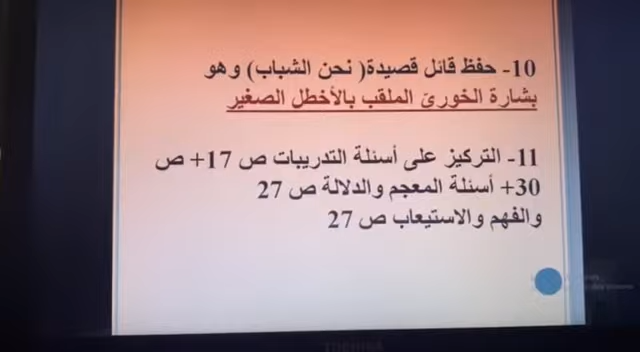 10- حفظ قائل قصيدة( نحن الشباب) وهو
بشارة الخوري الملقب بالأخطل الصغير
11- التركيز على أسئلة التدريبات ص 17+ ص
30+ أسئلة المعجم والدلالة ص 27
والفهم والاستيعاب ص 27
TOSHIBA